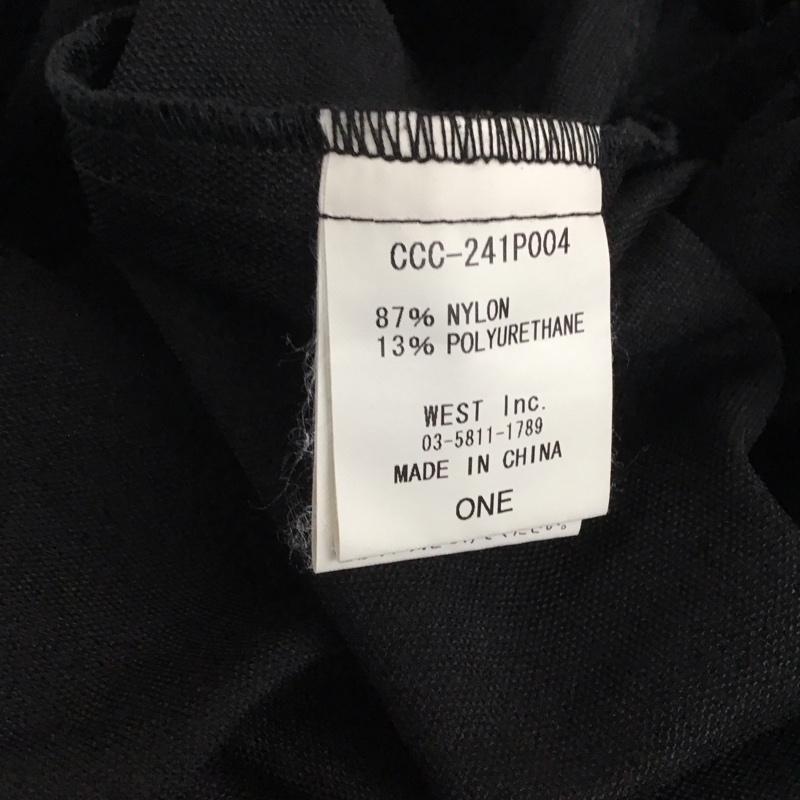 CCC-241P004
87% NYLON
13% POLYURETHANE
WEST Inc.
03-5811-1789
MADE IN CHINA
ONE